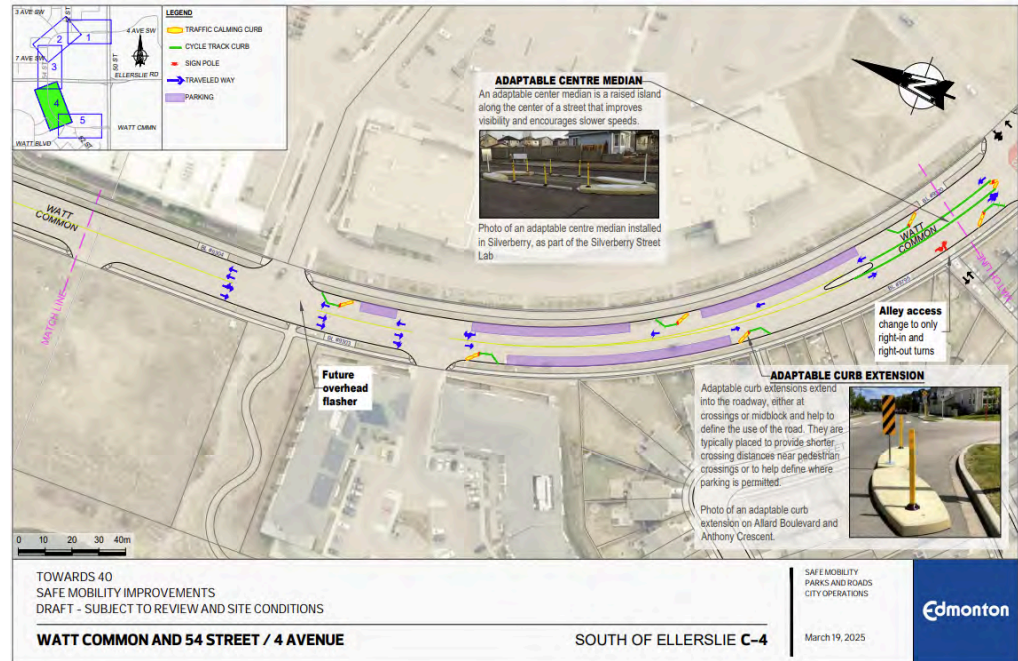 3 AVE SW
4 AVE SW
2
1
7 AVE SW
3
54 ST
50 ST
ELLERSLIE RD
4
5
WATT CMMN
WATT BLVD
52 ST
LEGEND
TRAFFIC CALMING CURB
CYCLE TRACK CURB
SIGN POLE
TRAVELED WAY
PARKING
ADAPTABLE CENTRE MEDIAN
An adaptable center median is a raised island
along the center of a street that improves
visibility and encourages slower speeds.
Photo of an adaptable centre median installed
in Silverberry, as part of the Silverberry Street
Lab
WATT
COMMON
MATCH LINE
WATT
COMMON
MATCH LINE
Alley access
change to only
right-in and
right-out turns
Future
overhead
flasher
ADAPTABLE CURB EXTENSION
Adaptable curb extensions extend
into the roadway, either at
crossings or midblock and help to
define the use of the road. They are
typically placed to provide shorter
crossing distances near pedestrian
crossings or to help define where
parking is permitted.
Photo of an adaptable curb
extension on Allard Boulevard and
Anthony Crescent.
0 10 20 30 40m
TOWARDS 40
SAFE MOBILITY IMPROVEMENTS
DRAFT - SUBJECT TO REVIEW AND SITE CONDITIONS
WATT COMMON AND 54 STREET / 4 AVENUE
SOUTH OF ELLERSLIE C-4
SAFE MOBILITY
PARKS AND ROADS
CITY OPERATIONS
March 19, 2025
Edmonton